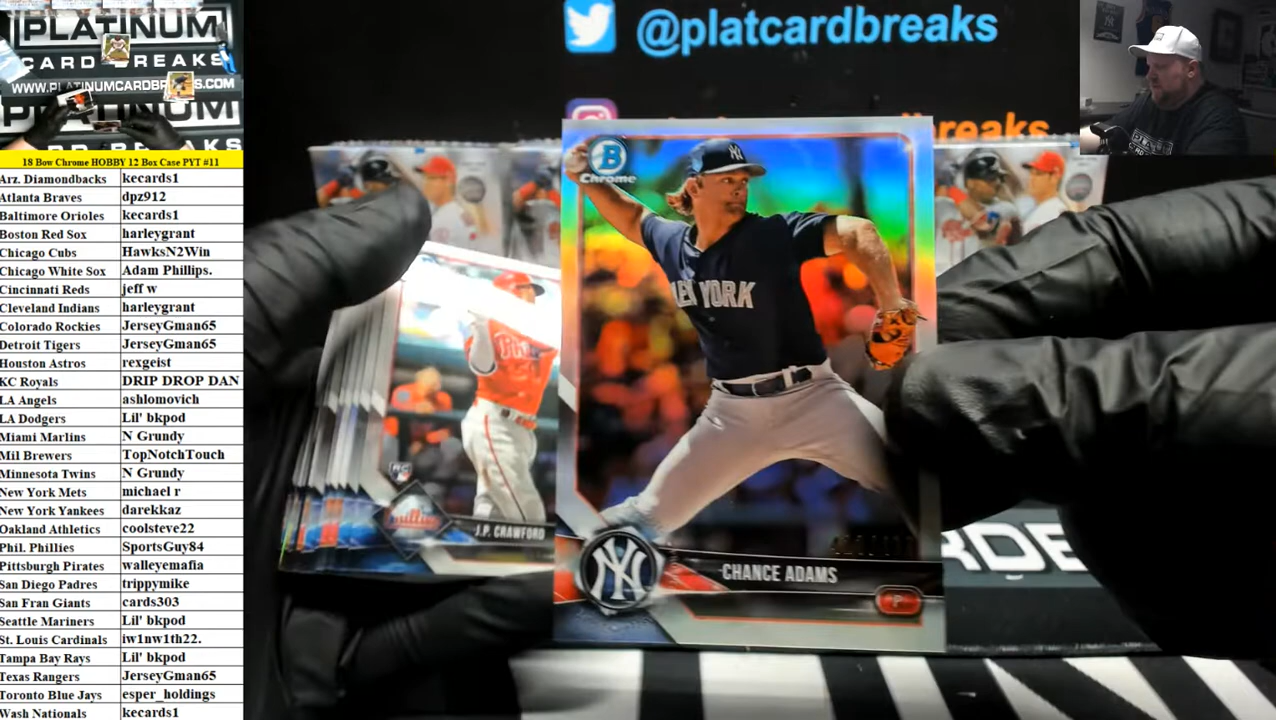 PLATINUM
CARD BREAKS
WWW.PLATINUMCARDBREAKS.COM
18 Bow Chrome HOBBY 12 Box Case PYT #11
Arz. Diamondbacks kecards1
Atlanta Braves dpz912
Baltimore Orioles kecards1
Boston Red Sox harleygrant
Chicago Cubs HawksN2Win
Chicago White Sox Adam Phillips.
Cincinnati Reds jeff w
Cleveland Indians harleygrant
Colorado Rockies JerseyGman65
Detroit Tigers JerseyGman65
Houston Astros rexgeist
KC Royals DRIP DROP DAN
LA Angels ashlomovich
LA Dodgers Lil' bkpod
Miami Marlins N Grundy
Mil Brewers TopNotchTouch
Minnesota Twins N Grundy
New York Mets michael r
New York Yankees darekkaz
Oakland Athletics coolsteve22
Phil. Phillies SportsGuy84
Pittsburgh Pirates walleyemafia
San Diego Padres trippymike
San Fran Giants cards303
Seattle Mariners Lil' bkpod
St. Louis Cardinals iw1nw1th22.
Tampa Bay Rays Lil' bkpod
Texas Rangers JerseyGman65
Toronto Blue Jays esper_holdings
Wash Nationals kecards1
@platcardbreaks
breaks
B
Chrome
NY
YORK
NY
CHANCE ADAMS
P
RC
J.P. CRAWFORD